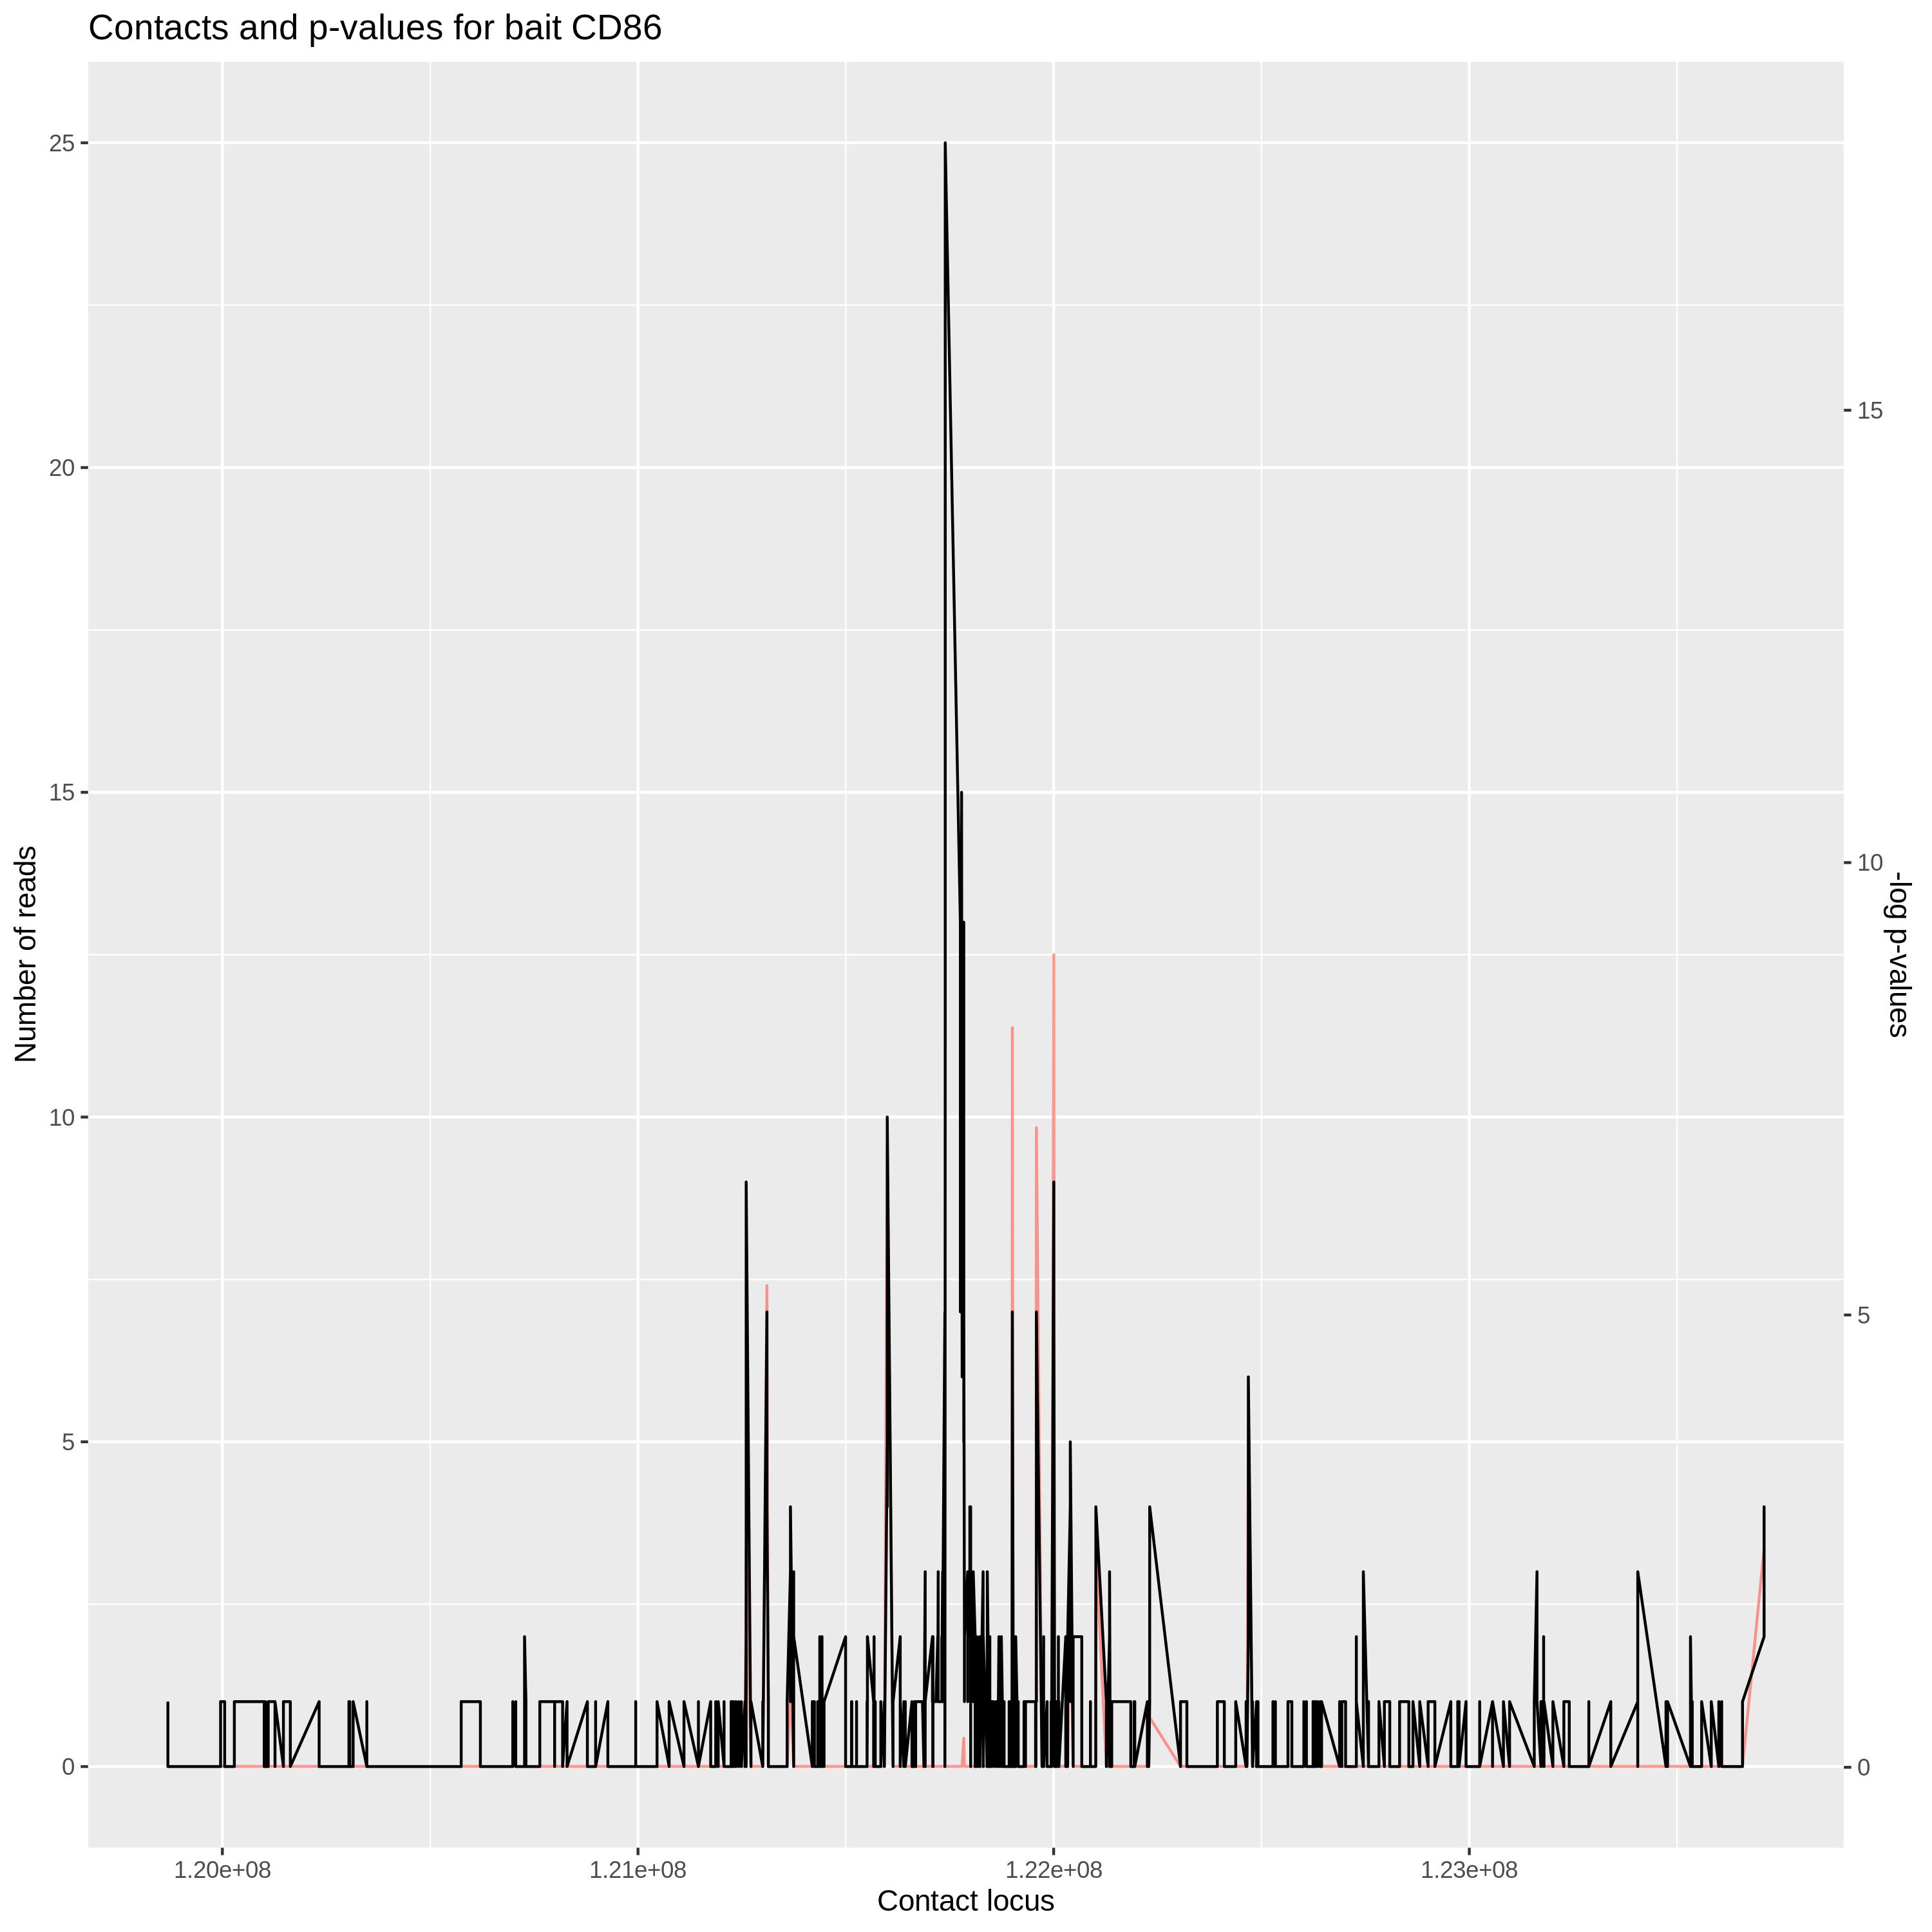 Contacts and p-values for bait CD86
25
20
15
10
5
0
Number of reads
15
10
5
0
-log p-values
1.20e+08 1.21e+08 1.22e+08 1.23e+08
Contact locus